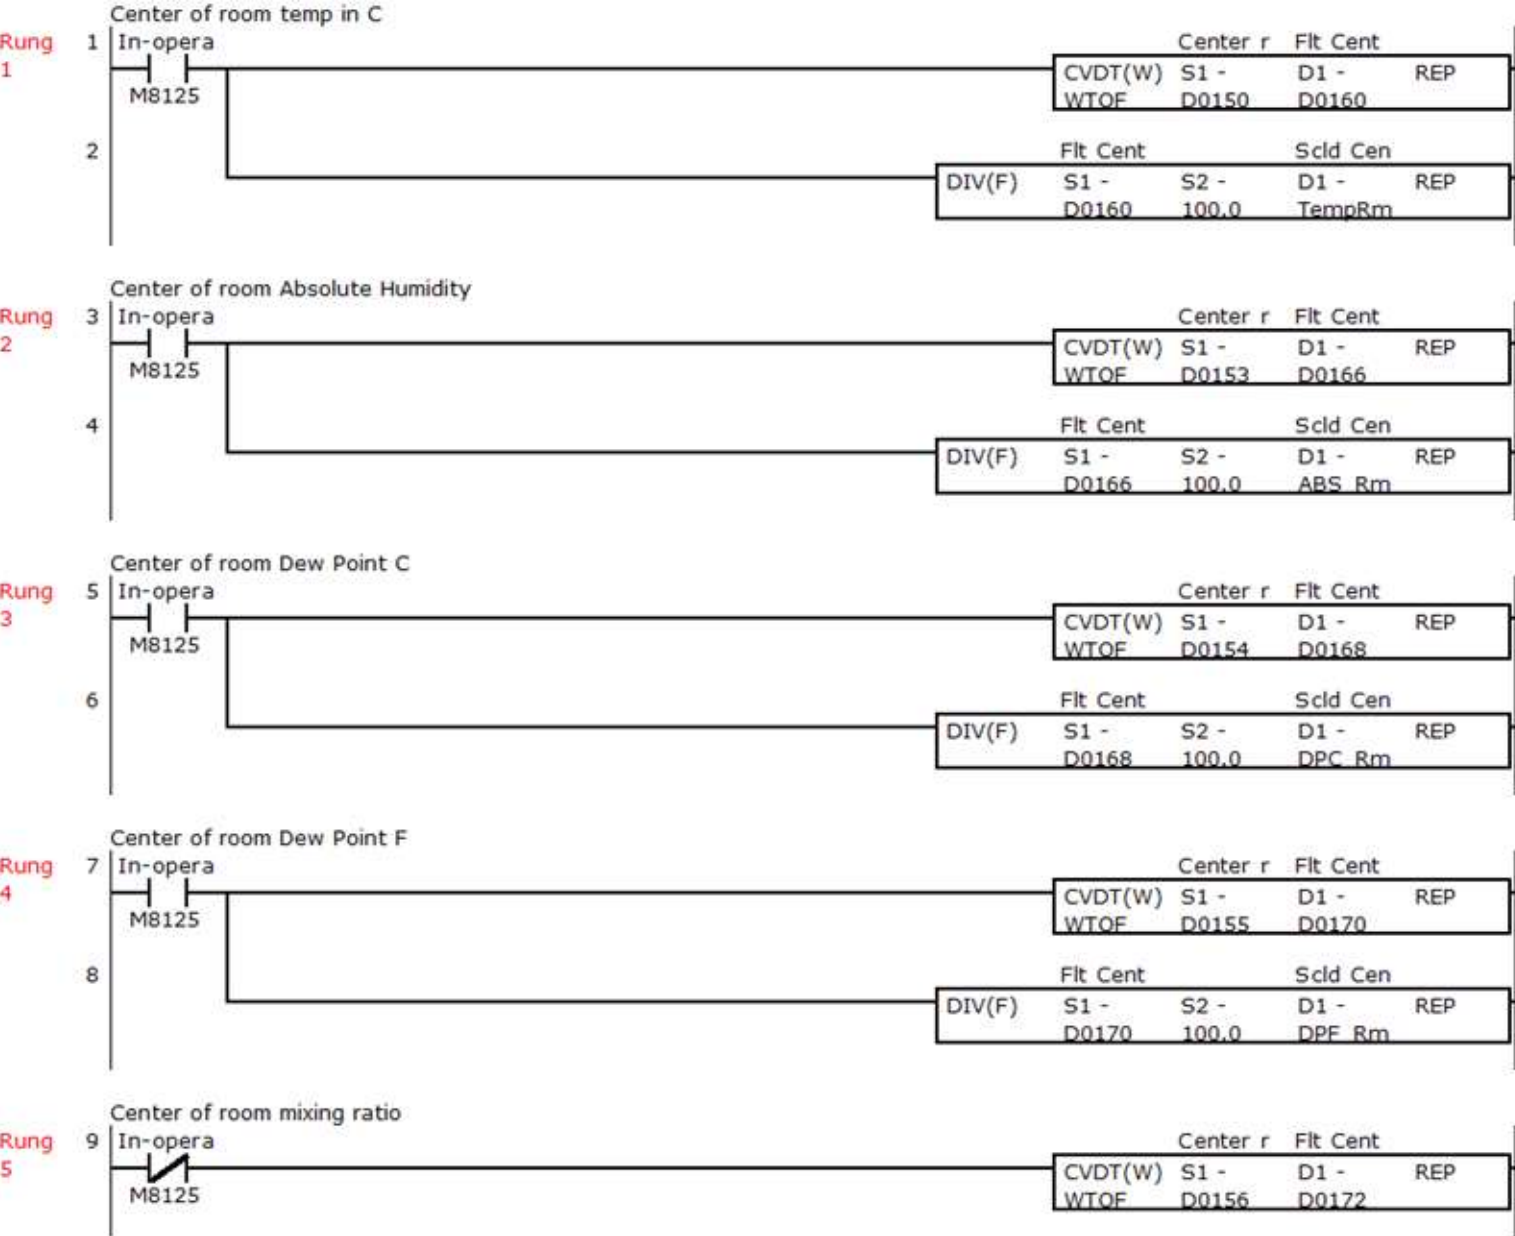 Center of room temp in C
Rung 1 In-opera Center r Flt Cent
1 CVDT(W) S1 - D1 - REP
M8125 WTOF D0150 D0160
2 Flt Cent Scld Cen
DIV(F) S1 - S2 - D1 - REP
D0160 100.0 TempRm
Center of room Absolute Humidity
Rung 3 In-opera Center r Flt Cent
2 CVDT(W) S1 - D1 - REP
M8125 WTOF D0153 D0166
4 Flt Cent Scld Cen
DIV(F) S1 - S2 - D1 - REP
D0166 100.0 ABS_Rm
Center of room Dew Point C
Rung 5 In-opera Center r Flt Cent
3 CVDT(W) S1 - D1 - REP
M8125 WTOF D0154 D0168
6 Flt Cent Scld Cen
DIV(F) S1 - S2 - D1 - REP
D0168 100.0 DPC_Rm
Center of room Dew Point F
Rung 7 In-opera Center r Flt Cent
4 CVDT(W) S1 - D1 - REP
M8125 WTOF D0155 D0170
8 Flt Cent Scld Cen
DIV(F) S1 - S2 - D1 - REP
D0170 100.0 DPF_Rm
Center of room mixing ratio
Rung 9 In-opera Center r Flt Cent
5 CVDT(W) S1 - D1 - REP
M8125 WTOF D0156 D0172